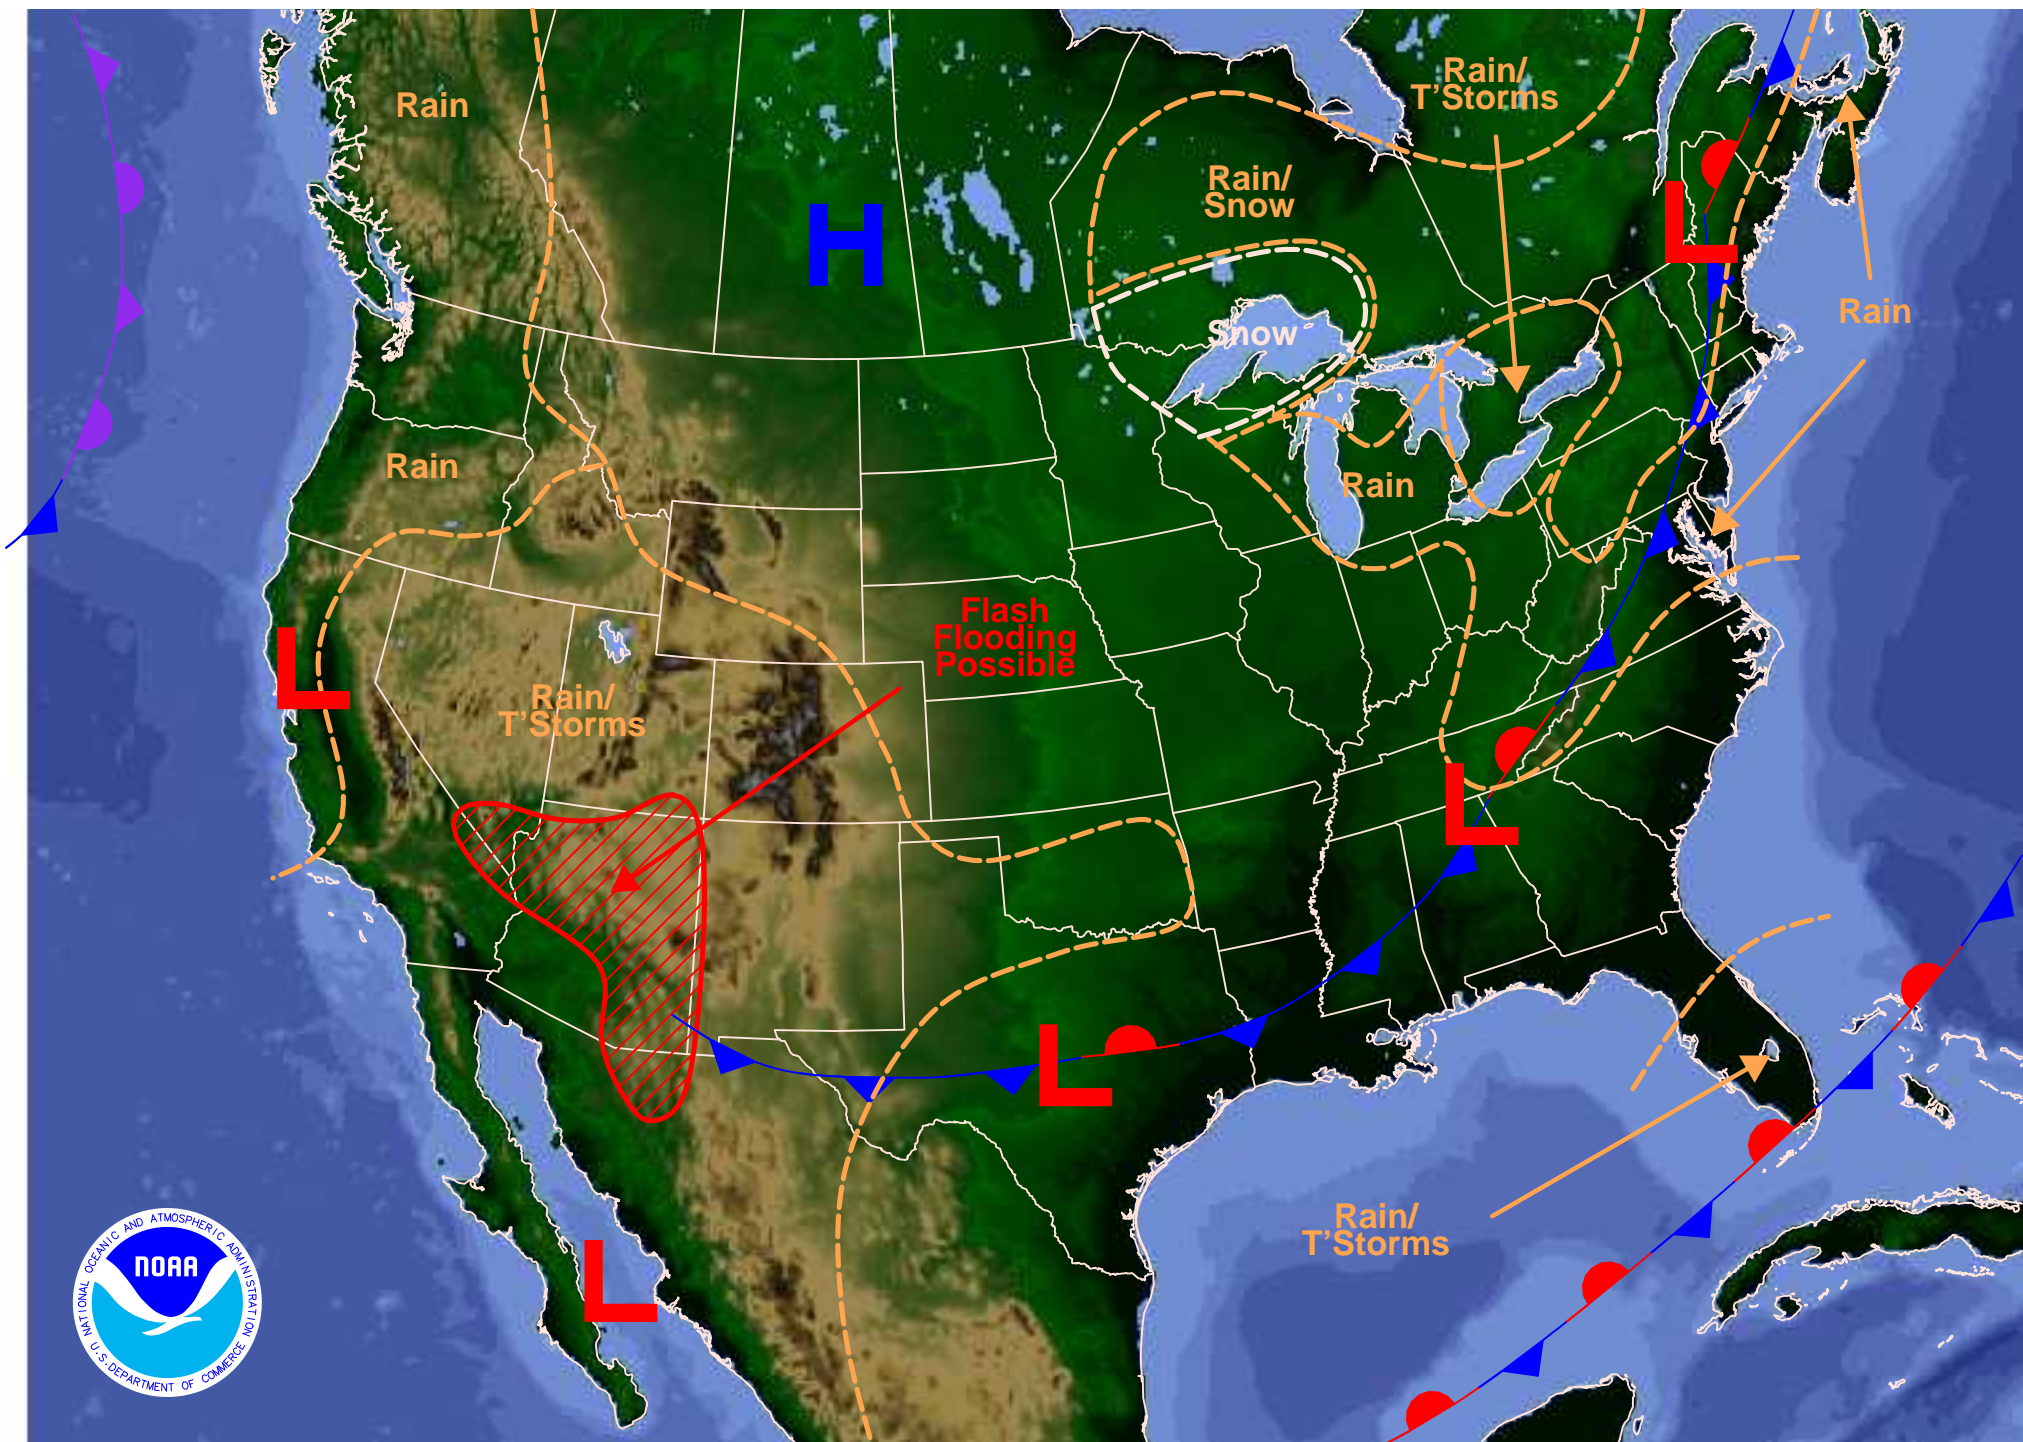 Rain
Rain/
T'Storms
Rain/
Snow
H
L
Rain
Snow
Rain
Rain
Flash
Flooding
Possible
L
Rain/
T'Storms
L
L
Rain/
T'Storms
L
NOAA
NATIONAL OCEANIC AND ATMOSPHERIC ADMINISTRATION
U.S. DEPARTMENT OF COMMERCE